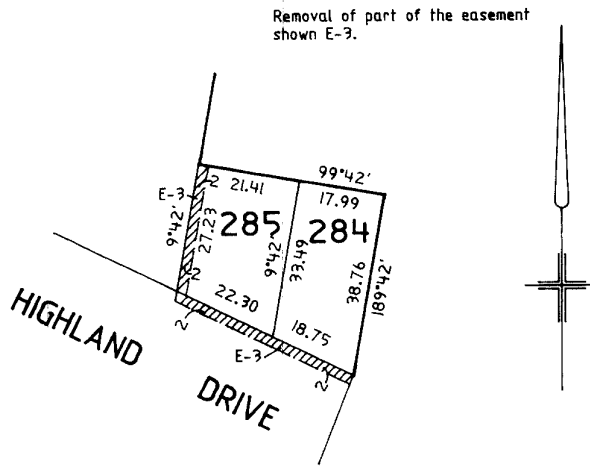 Removal of part of the easement
shown E-3.
99°42'
2
21.41
17.99
E-3
285
284
9°42'
27.23
9°42'
33.49
38.76
189°42'
2
22.30
18.75
2
E-3
2
HIGHLAND
DRIVE